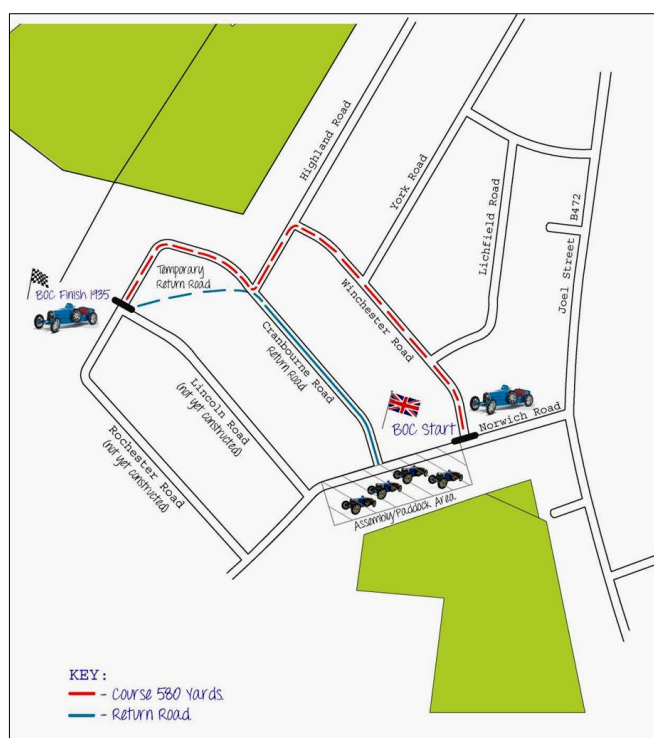 Highland Road
York Road
Lichfield Road
Joel Street B472
Temporary
Return Road
BOC Finish 1935
Winchester Road
Cranbourne Road
Return Road
Lincoln Road
(not yet constructed)
Rochester Road
(not yet constructed)
BOC Start
Norwich Road
Assembly/Paddock Area
KEY:
- Course 580 Yards.
- Return Road.